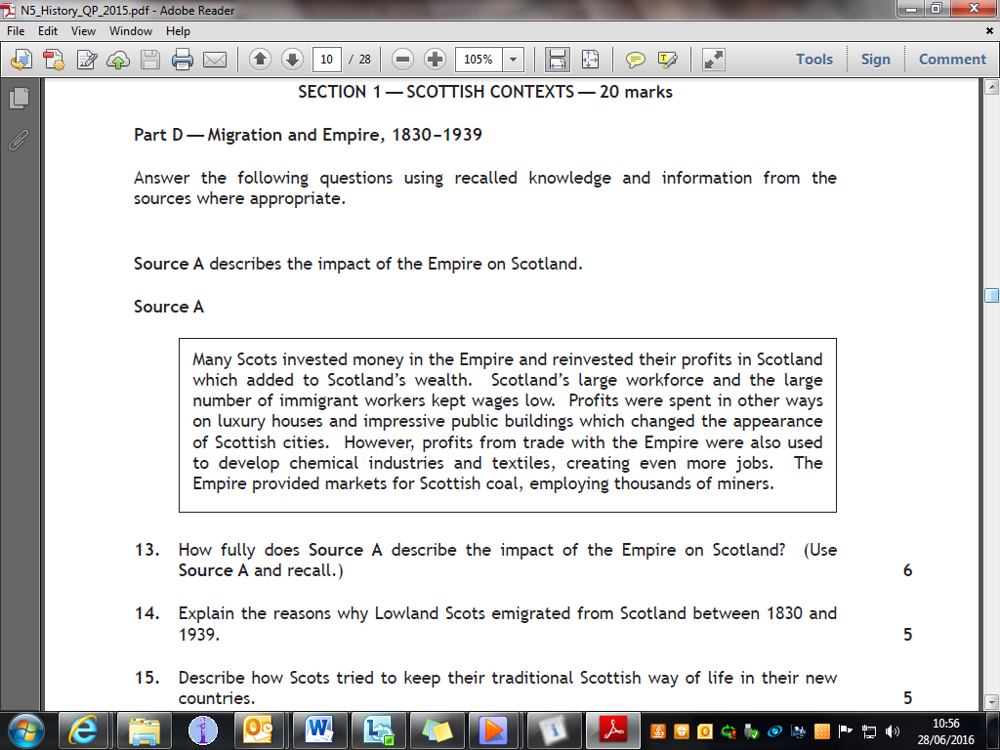 N5_History_QP_2015.pdf - Adobe Reader
File Edit View Window Help
10 / 28 105% Tools Sign Comment
SECTION 1 — SCOTTISH CONTEXTS — 20 marks
Part D — Migration and Empire, 1830–1939
Answer the following questions using recalled knowledge and information from the
sources where appropriate.
Source A describes the impact of the Empire on Scotland.
Source A
Many Scots invested money in the Empire and reinvested their profits in Scotland
which added to Scotland's wealth. Scotland's large workforce and the large
number of immigrant workers kept wages low. Profits were spent in other ways
on luxury houses and impressive public buildings which changed the appearance
of Scottish cities. However, profits from trade with the Empire were also used
to develop chemical industries and textiles, creating even more jobs. The
Empire provided markets for Scottish coal, employing thousands of miners.
13. How fully does Source A describe the impact of the Empire on Scotland? (Use
Source A and recall.) 6
14. Explain the reasons why Lowland Scots emigrated from Scotland between 1830 and
1939. 5
15. Describe how Scots tried to keep their traditional Scottish way of life in their new
countries. 5
10:56
28/06/2016